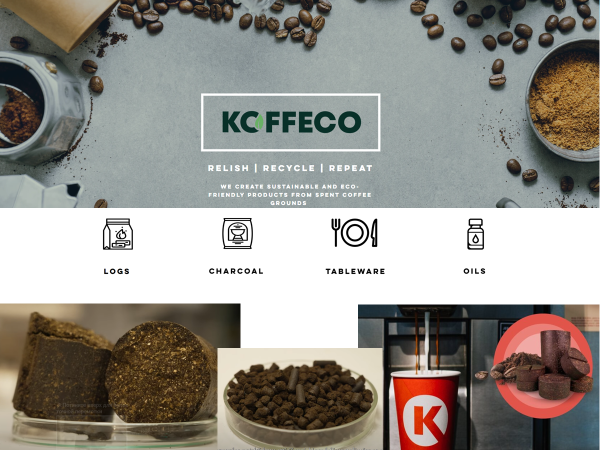 KOFFECO
RELISH | RECYCLE | REPEAT
WE CREATE SUSTAINABLE AND ECO-
FRIENDLY PRODUCTS FROM SPENT COFFEE
GROUNDS
LOGS
CHARCOAL
TABLEWARE
OILS
K